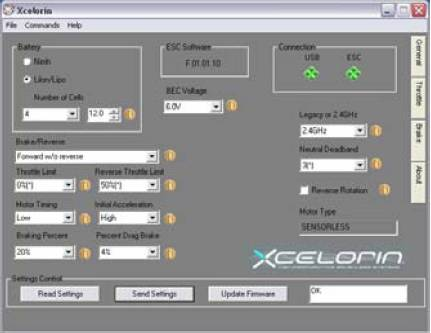 Xcelorin
File Commands Help
Battery
Nimh
LiIon/Lipo
Number of Cells
4
12.0
ESC Software
F 01.01.10
BEC Voltage
6.0V
Connection
USB ESC
General
Throttle
Brake
About
Legacy or 2.4GHz
2.4GHz
Neutral Deadband
3(*)
Reverse Rotation
Motor Type
SENSORLESS
Brake/Reverse
Forward w/o reverse
Throttle Limit Reverse Throttle Limit
0%(*) 50%(*)
Motor Timing Initial Acceleration
Low High
Braking Percent Percent Drag Brake
20% 4%
XCELORIN
Settings Control
Read Settings Send Settings Update Firmware OK